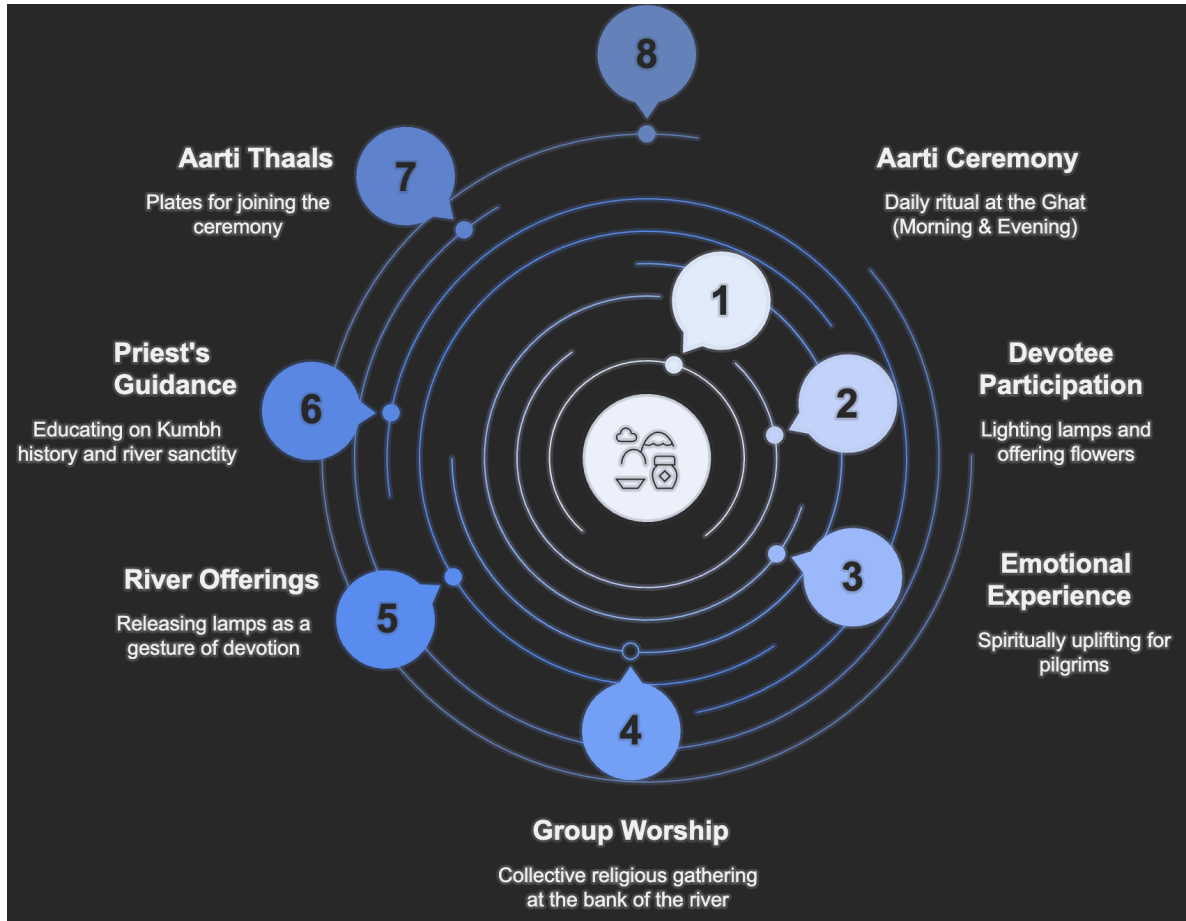 8
7
Aarti Thaals
Plates for joining the
ceremony
Aarti Ceremony
Daily ritual at the Ghat
(Morning & Evening)
1
Priest's
Guidance
Educating on Kumbh
history and river sanctity
6
2
Devotee
Participation
Lighting lamps and
offering flowers
River Offerings
Releasing lamps as a
gesture of devotion
5
3
Emotional
Experience
Spiritually uplifting for
pilgrims
4
Group Worship
Collective religious gathering
at the bank of the river